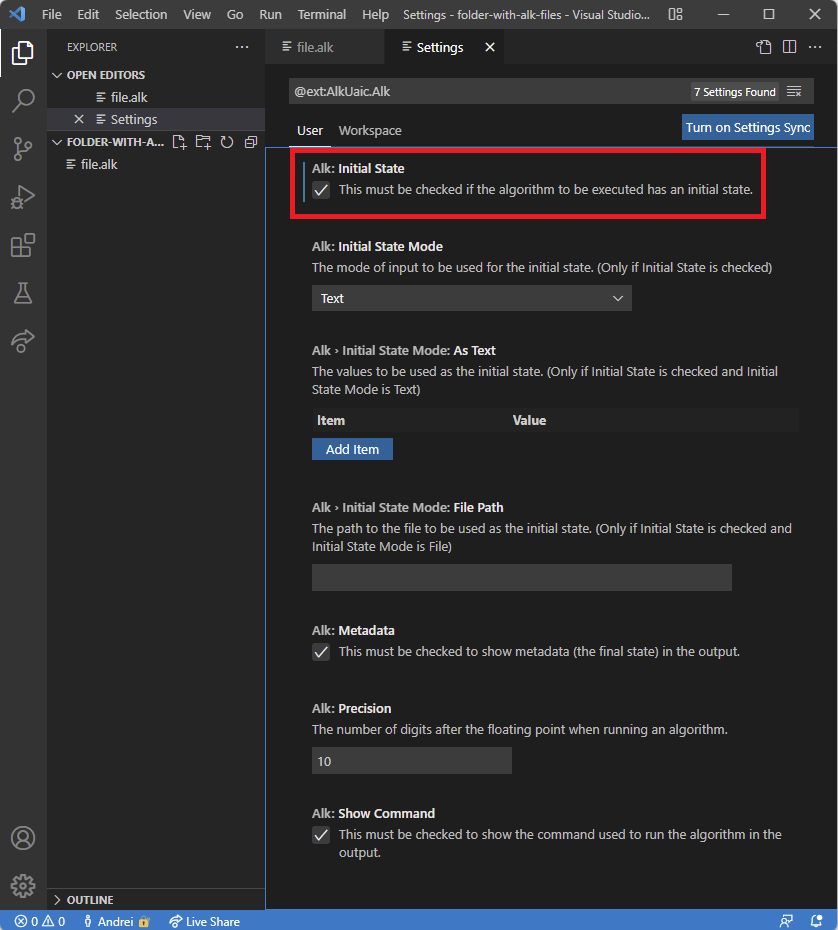 File Edit Selection View Go Run Terminal Help Settings - folder-with-alk-files - Visual Studio...
EXPLORER
OPEN EDITORS
file.alk
Settings
FOLDER-WITH-A...
file.alk
OUTLINE
file.alk
Settings
@ext:AlkUaic.Alk
7 Settings Found
User Workspace
Turn on Settings Sync
Alk: Initial State
This must be checked if the algorithm to be executed has an initial state.
Alk: Initial State Mode
The mode of input to be used for the initial state. (Only if Initial State is checked)
Text
Alk › Initial State Mode: As Text
The values to be used as the initial state. (Only if Initial State is checked and Initial
State Mode is Text)
Item Value
Add Item
Alk › Initial State Mode: File Path
The path to the file to be used as the initial state. (Only if Initial State is checked and
Initial State Mode is File)
Alk: Metadata
This must be checked to show metadata (the final state) in the output.
Alk: Precision
The number of digits after the floating point when running an algorithm.
10
Alk: Show Command
This must be checked to show the command used to run the algorithm in the
output.
0 0 Andrei Live Share